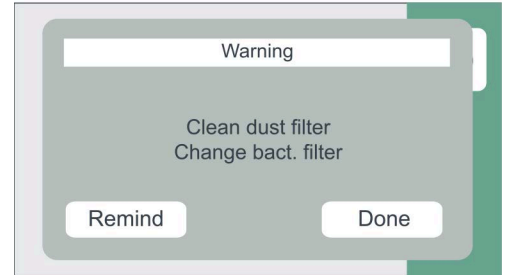 Warning
Clean dust filter
Change bact. filter
Remind
Done